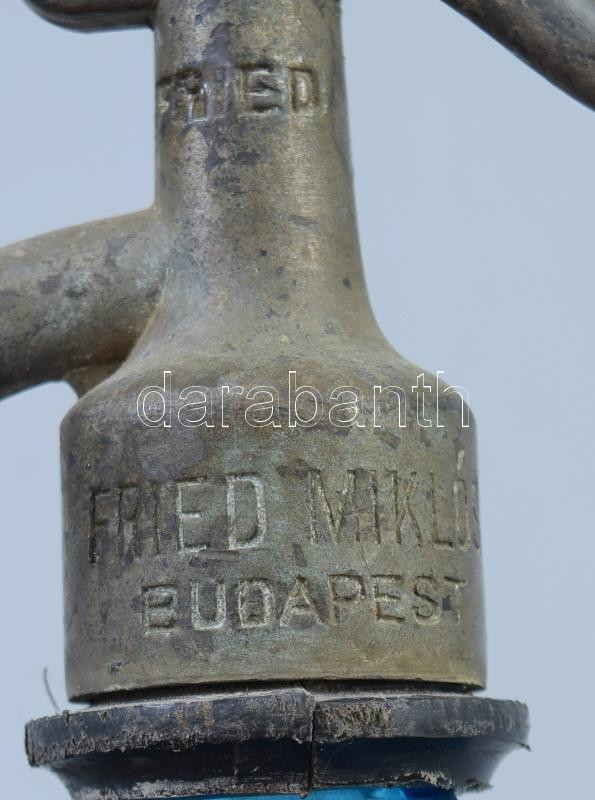 FRIED
darabanth
FRIED MIKLÓS
BUDAPEST